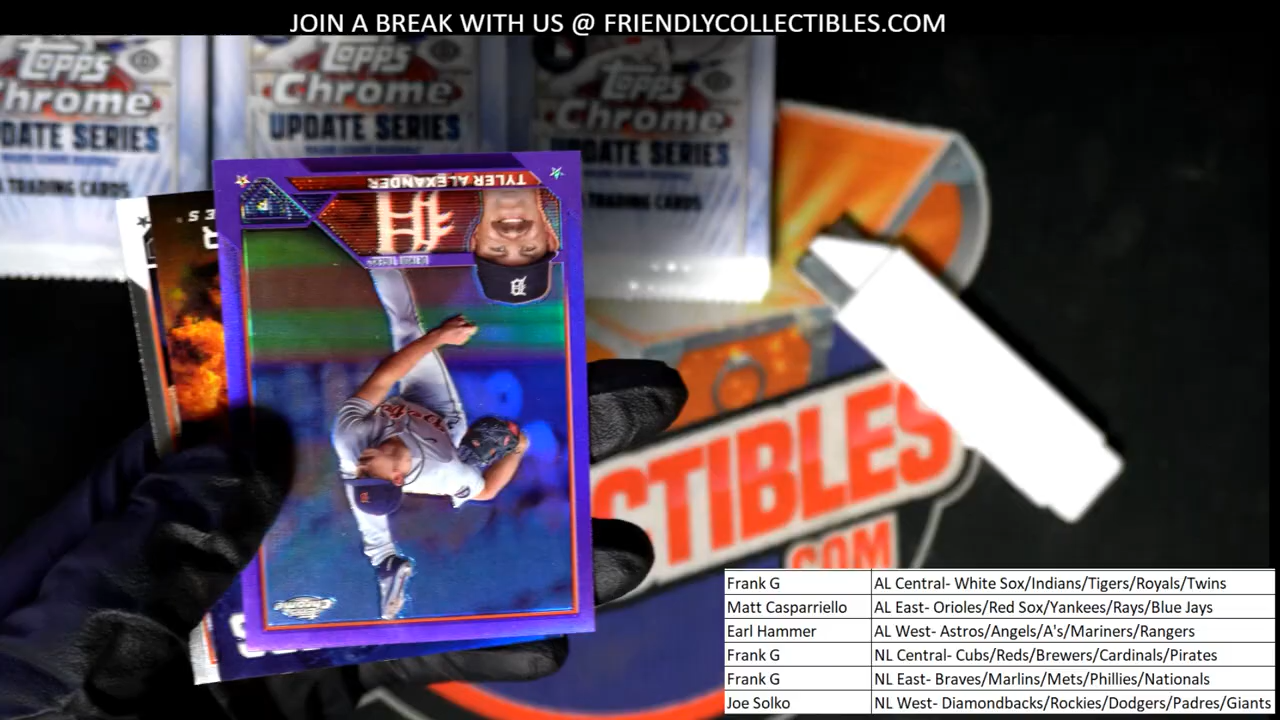 JOIN A BREAK WITH US @ FRIENDLYCOLLECTIBLES.COM
TOPPS
Chrome
UPDATE SERIES
TRADING CARDS
TOPPS
Chrome
UPDATE SERIES
TOPPS
Chrome
UPDATE SERIES
TRADING CARDS
TYLER ALEXANDER
CTIBLES
.COM
Frank G AL Central- White Sox/Indians/Tigers/Royals/Twins
Matt Casparriello AL East- Orioles/Red Sox/Yankees/Rays/Blue Jays
Earl Hammer AL West- Astros/Angels/A's/Mariners/Rangers
Frank G NL Central- Cubs/Reds/Brewers/Cardinals/Pirates
Frank G NL East- Braves/Marlins/Mets/Phillies/Nationals
Joe Solko NL West- Diamondbacks/Rockies/Dodgers/Padres/Giants